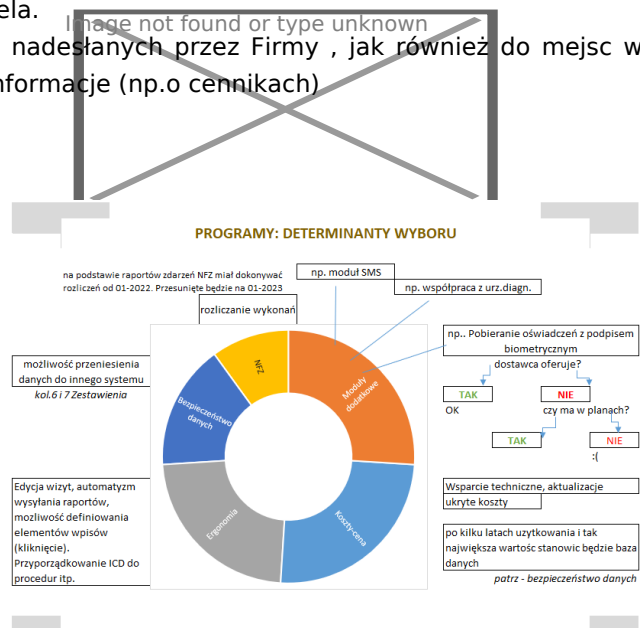 ela.
Image not found or type unknown
nadesłanych przez Firmy , jak również do mejsc w
nformacje (np.o cennikach)
PROGRAMY: DETERMINANTY WYBORU
na podstawie raportów zdarzeń NFZ miał dokonywać
rozliczeń od 01-2022. Przesunięte będzie na 01-2023
np. moduł SMS
np. współpraca z urz.diagn.
rozliczanie wykonań
np.. Pobieranie oświadczeń z podpisem
biometrycznym
dostawca oferuje?
TAK
NIE
OK
czy ma w planach?
TAK
NIE
:(
możliwość przeniesienia
danych do innego systemu
kol.6 i 7 Zestawienia
NFZ
Moduły
dodatkowe
Bezpieczeństwo
danych
Ergonomia
Koszty-cena
Edycja wizyt, automatyzm
wysyłania raportów,
mozliwość definiowania
elementów wpisów
(kliknięcie).
Przyporządkowanie ICD do
procedur itp.
Wsparcie techniczne, aktualizacje
ukryte koszty
po kilku latach uzytkowania i tak
największa wartośc stanowic będzie baza
danych
patrz - bezpieczeństwo danych